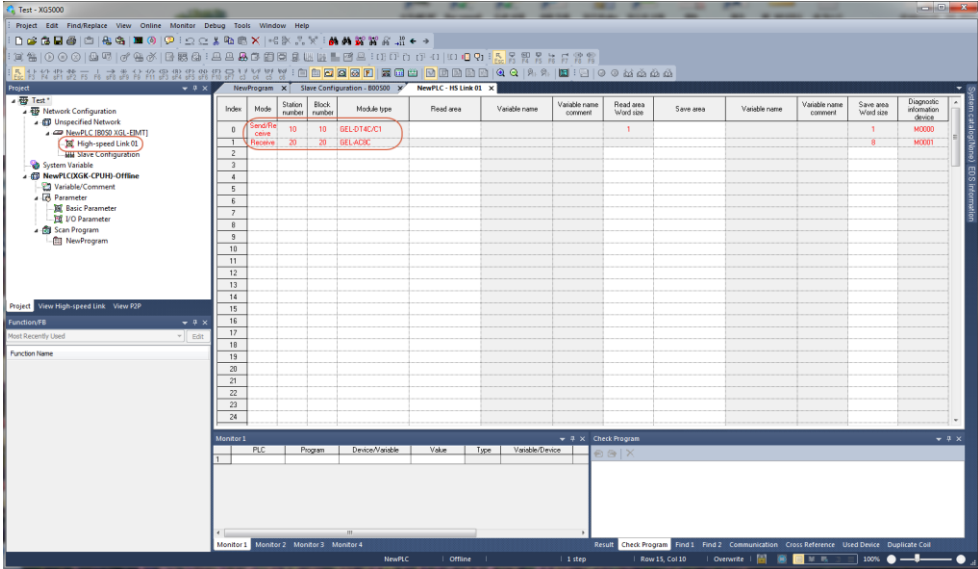 Test - XG5000
Project Edit Find/Replace View Online Monitor Debug Tools Window Help
Project
Test *
Network Configuration
Unspecified Network
NewPLC [B0S0 XGL-EIMT]
High-speed Link 01
Slave Configuration
System Variable
NewPLC(XGK-CPUH)-Offline
Variable/Comment
Parameter
Basic Parameter
I/O Parameter
Scan Program
NewProgram
Project View High-speed Link View P2P
Function/FB
Most Recently Used Edit
Function Name
NewProgram X Slave Configuration - B00S00 X NewPLC - HS Link 01 X
Index Mode Station number Block number Module type Read area Variable name Variable name comment Read area Word size Save area Variable name Variable name comment Save area Word size Diagnostic information device
0 Send/Receive 10 10 GEL-DT4C/C1 1 1 M0000
1 Receive 20 20 GEL-AC8C 8 M0001
2
3
4
5
6
7
8
9
10
11
12
13
14
15
16
17
18
19
20
21
22
23
24
System catalog(None) EDS Information
Monitor 1
PLC Program Device/Variable Value Type Variable/Device
1
Monitor 1 Monitor 2 Monitor 3 Monitor 4
Check Program
Result Check Program Find 1 Find 2 Communication Cross Reference Used Device Duplicate Coil
NewPLC Offline 1 step Row 15, Col 10 Overwrite 100%